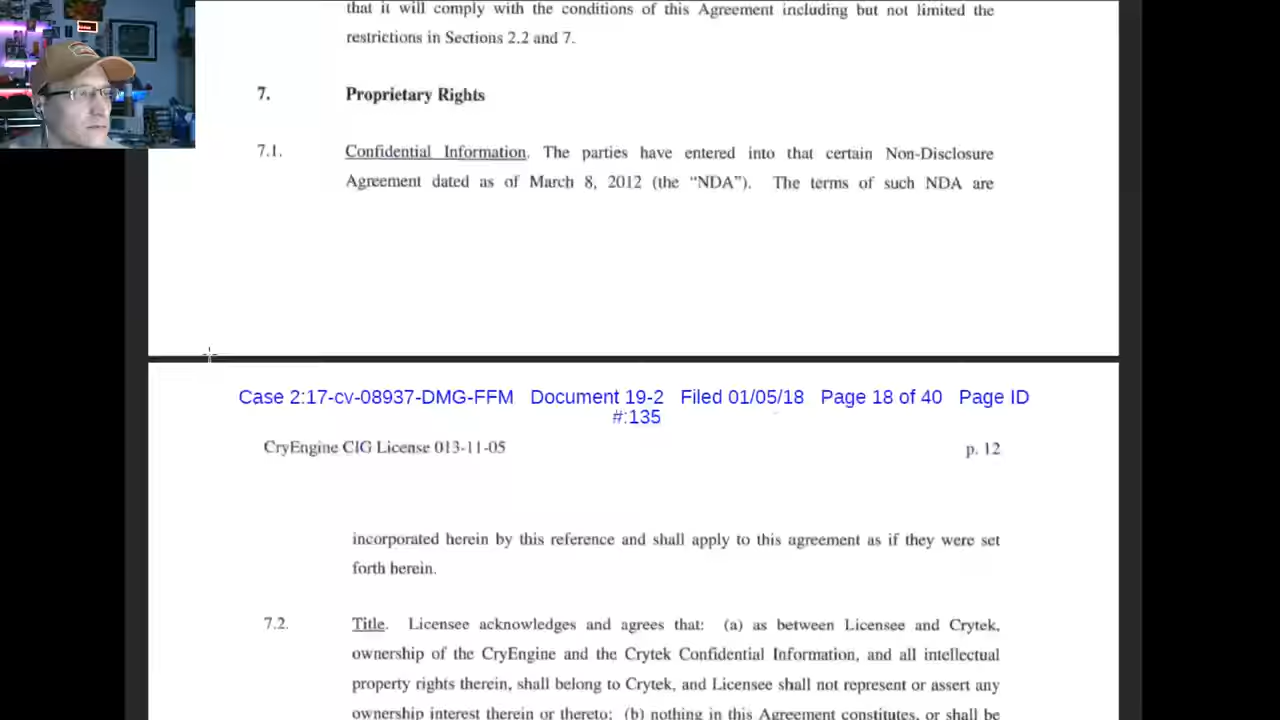 that it will comply with the conditions of this Agreement including but not limited the
restrictions in Sections 2.2 and 7.
7. Proprietary Rights
7.1. Confidential Information. The parties have entered into that certain Non-Disclosure
Agreement dated as of March 8, 2012 (the “NDA”). The terms of such NDA are
Case 2:17-cv-08937-DMG-FFM Document 19-2 Filed 01/05/18 Page 18 of 40 Page ID
#:135
CryEngine CIG License 013-11-05 p. 12
incorporated herein by this reference and shall apply to this agreement as if they were set
forth herein.
7.2. Title. Licensee acknowledges and agrees that: (a) as between Licensee and Crytek,
ownership of the CryEngine and the Crytek Confidential Information, and all intellectual
property rights therein, shall belong to Crytek, and Licensee shall not represent or assert any
ownership interest therein or thereto; (b) nothing in this Agreement constitutes, or shall be